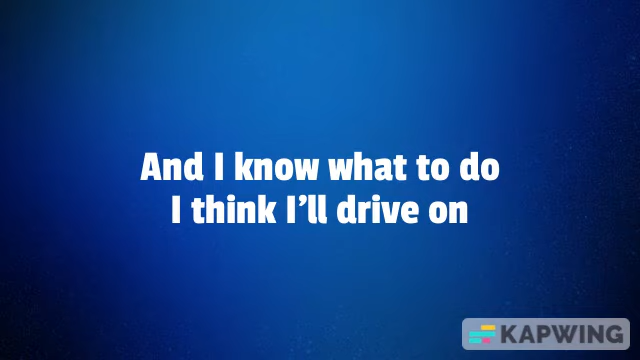 And I know what to do
I think I’ll drive on
KAPWING